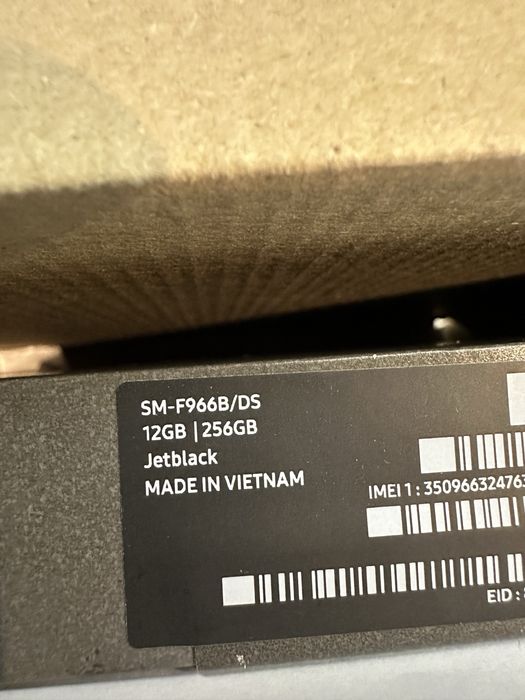 SM-F966B/DS
12GB | 256GB
Jetblack
MADE IN VIETNAM
IMEI 1 : 35096632476
EID :